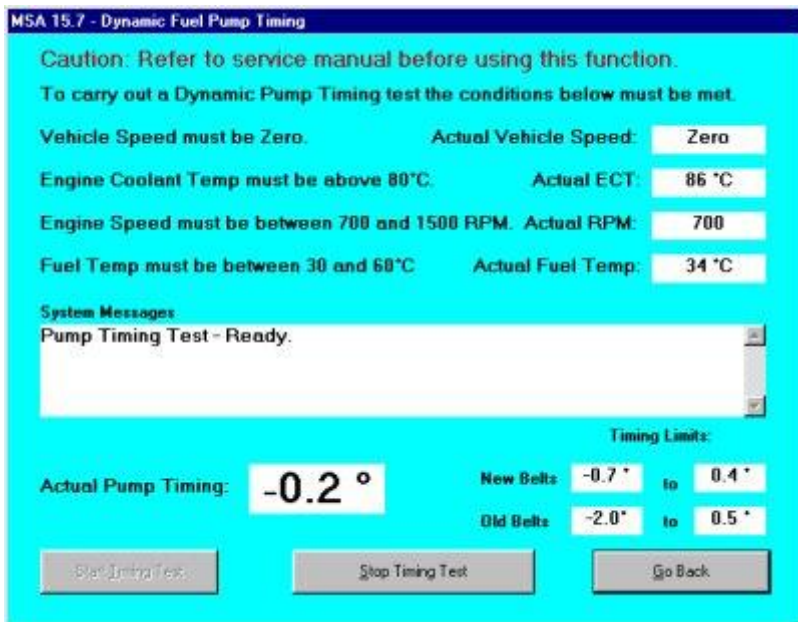 MSA 15.7 - Dynamic Fuel Pump Timing
Caution: Refer to service manual before using this function.
To carry out a Dynamic Pump Timing test the conditions below must be met.
Vehicle Speed must be Zero. Actual Vehicle Speed: Zero
Engine Coolant Temp must be above 80°C. Actual ECT: 86 °C
Engine Speed must be between 700 and 1500 RPM. Actual RPM: 700
Fuel Temp must be between 30 and 60°C Actual Fuel Temp: 34 °C
System Messages
Pump Timing Test - Ready.
Timing Limits:
Actual Pump Timing: -0.2 °
New Belts -0.7 ° to 0.4 °
Old Belts -2.0° to 0.5 °
Start Timing Test Stop Timing Test Go Back